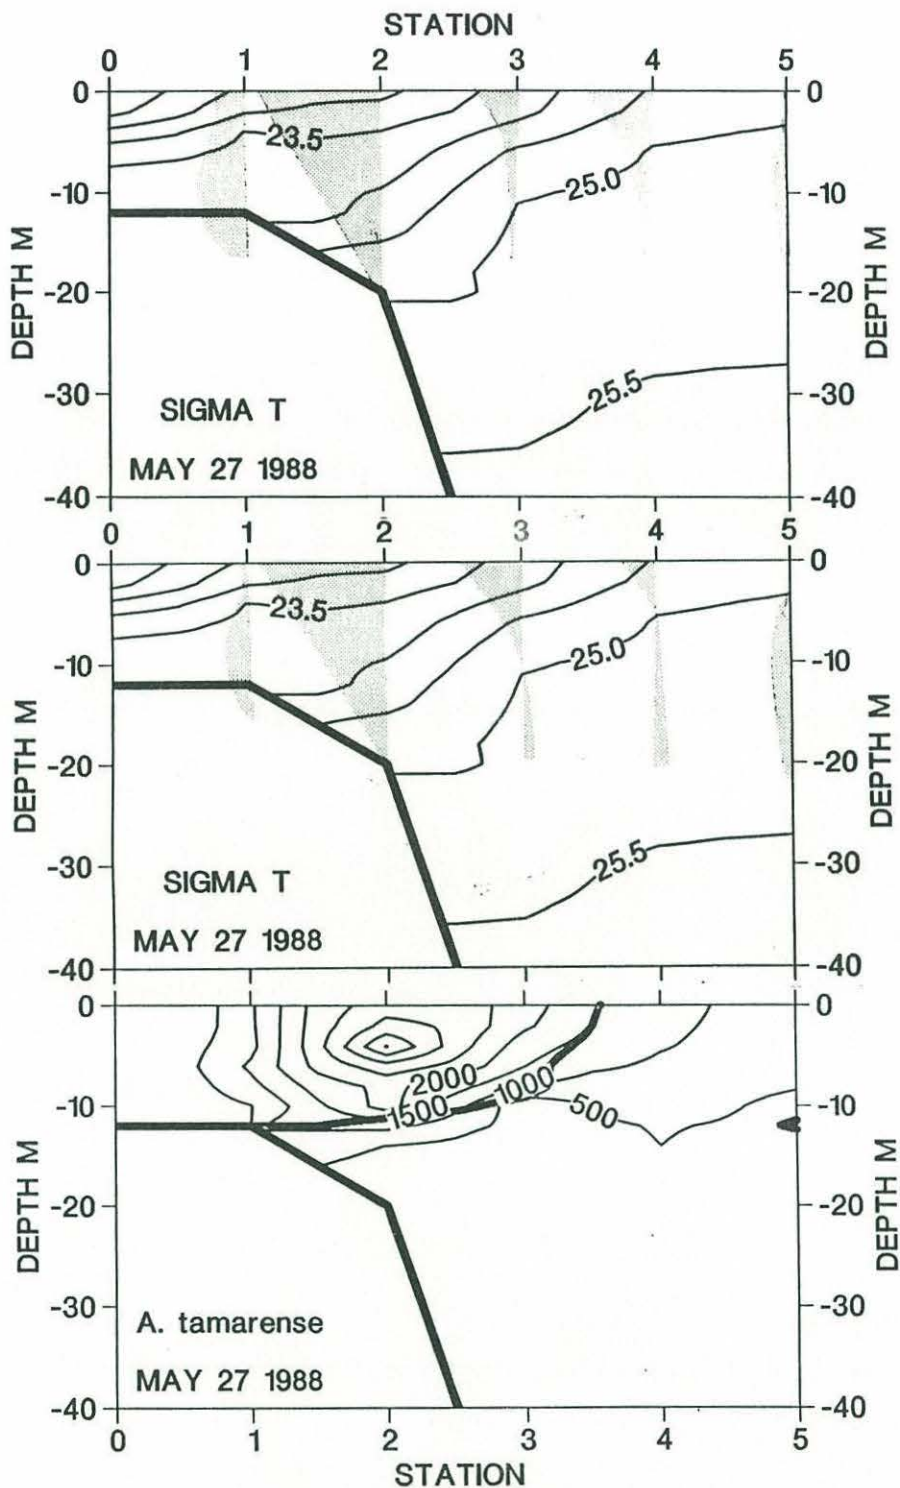 STATION
0 1 2 3 4 5
0 0
23.5
-10 25.0 -10
DEPTH M DEPTH M
-20 -20
-30 25.5 -30
SIGMA T
MAY 27 1988
-40 -40
0 1 2 3 4 5
0 0
23.5
-10 25.0 -10
DEPTH M DEPTH M
-20 -20
-30 25.5 -30
SIGMA T
MAY 27 1988
-40 -40
0 0
2000 1000
-10 1500 500 -10
DEPTH M DEPTH M
-20 -20
-30 -30
A. tamarense
MAY 27 1988
-40 -40
0 1 2 3 4 5
STATION